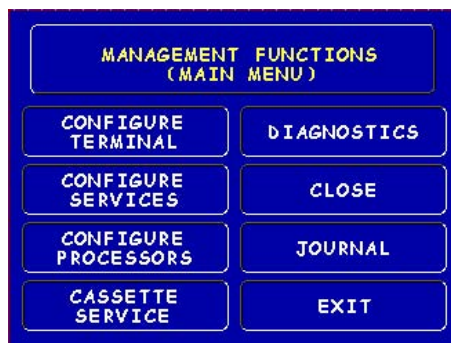 MANAGEMENT FUNCTIONS
(MAIN MENU)
CONFIGURE
TERMINAL
DIAGNOSTICS
CONFIGURE
SERVICES
CLOSE
CONFIGURE
PROCESSORS
JOURNAL
CASSETTE
SERVICE
EXIT